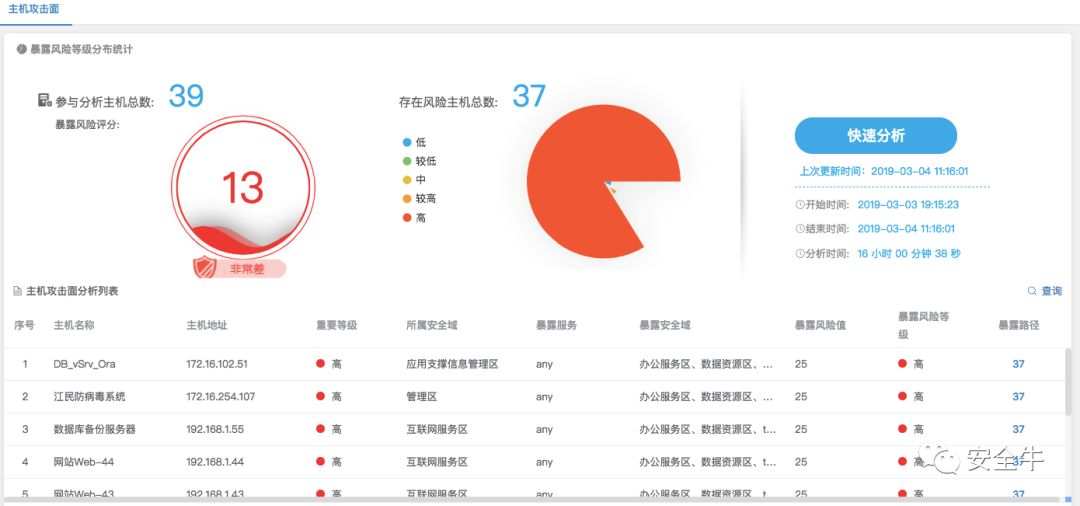 主机攻击面
暴露风险等级分布统计
参与分析主机总数: 39
暴露风险评分:
13
非常差
存在风险主机总数: 37
低
较低
中
较高
高
快速分析
上次更新时间: 2019-03-04 11:16:01
开始时间: 2019-03-03 19:15:23
结束时间: 2019-03-04 11:16:01
分析时间: 16 小时 00 分钟 38 秒
主机攻击面分析列表
查询
序号 主机名称 主机地址 重要等级 所属安全域 暴露服务 暴露安全域 暴露风险值 暴露风险等级 暴露路径
1 DB_vSrv_Ora 172.16.102.51 高 应用支撑信息管理区 any 办公服务区、数据资源区、... 25 高 37
2 江民防病毒系统 172.16.254.107 高 管理区 any 办公服务区、数据资源区、... 25 高 37
3 数据库备份服务器 192.168.1.55 高 互联网服务区 any 办公服务区、数据资源区、t... 25 高 37
4 网站Web-44 192.168.1.44 高 互联网服务区 any 办公服务区、数据资源区、t... 25 高 37
5 网站Web-43 192.168.1.43 高 互联网服务区 any 办公服务区、数据资源区、t... 25 高 37
安全牛